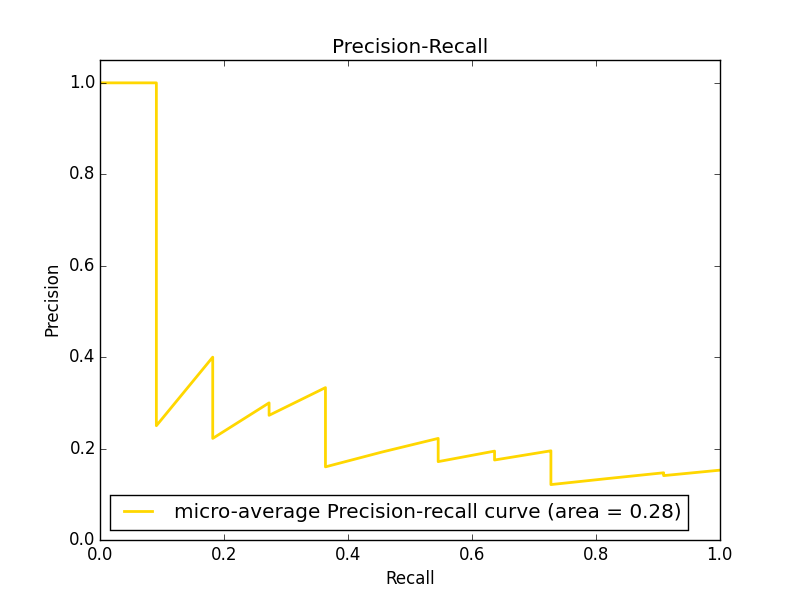 Precision-Recall
1.0
0.8
0.6
0.4
0.2
0.0
Precision
micro-average Precision-recall curve (area = 0.28)
0.0 0.2 0.4 0.6 0.8 1.0
Recall